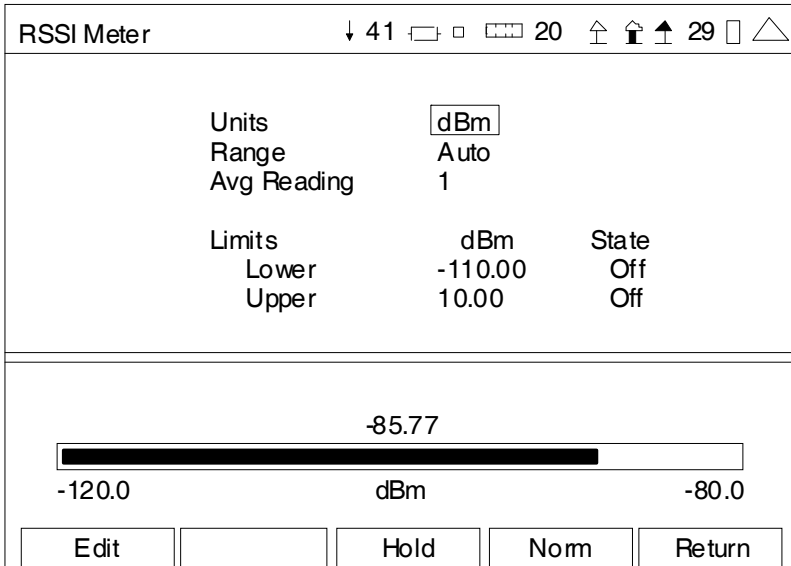 RSSI Meter ↓ 41 20 29
Units dBm
Range Auto
Avg Reading 1
Limits dBm State
Lower -110.00 Off
Upper 10.00 Off
-85.77
-120.0 dBm -80.0
Edit Hold Norm Return